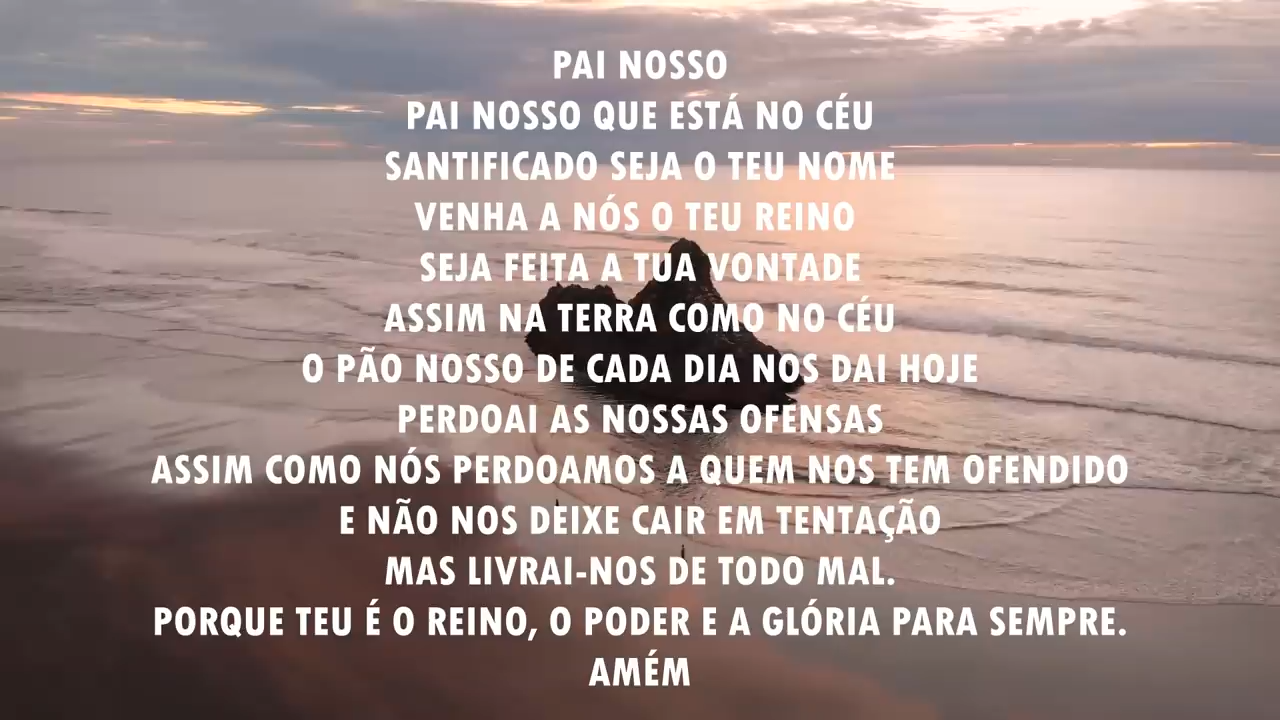 PAI NOSSO
PAI NOSSO QUE ESTÁ NO CÉU
SANTIFICADO SEJA O TEU NOME
VENHA A NÓS O TEU REINO
SEJA FEITA A TUA VONTADE
ASSIM NA TERRA COMO NO CÉU
O PÃO NOSSO DE CADA DIA NOS DAI HOJE
PERDOAI AS NOSSAS OFENSAS
ASSIM COMO NÓS PERDOAMOS A QUEM NOS TEM OFENDIDO
E NÃO NOS DEIXE CAIR EM TENTAÇÃO
MAS LIVRAI-NOS DE TODO MAL.
PORQUE TEU É O REINO, O PODER E A GLÓRIA PARA SEMPRE.
AMÉM